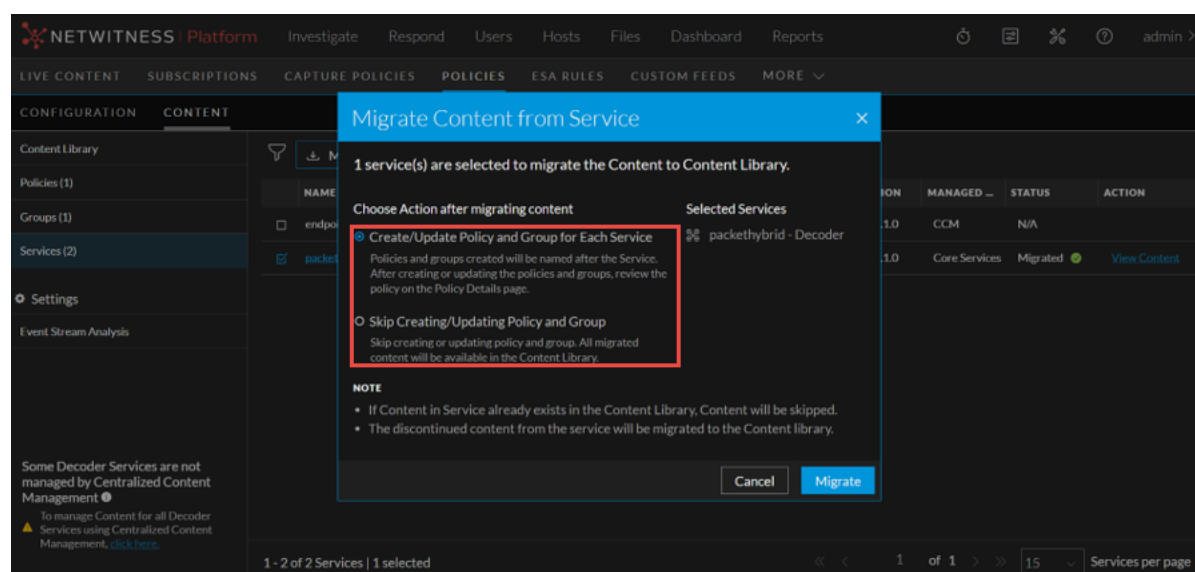 NETWITNESS Platform Investigate Respond Users Hosts Files Dashboard Reports admin
LIVE CONTENT SUBSCRIPTIONS CAPTURE POLICIES POLICIES ESA RULES CUSTOM FEEDS MORE
CONFIGURATION CONTENT
Migrate Content from Service
Content Library
Policies (1)
Groups (1)
Services (2)
Settings
Event Stream Analysis
Some Decoder Services are not
managed by Centralized Content
Management
To manage Content for all Decoder
Services using Centralized Content
Management, click here.
1 service(s) are selected to migrate the Content to Content Library.
Choose Action after migrating content
Create/Update Policy and Group for Each Service
Policies and groups created will be named after the Service.
After creating or updating the policies and groups, review the
policy on the Policy Details page.
Skip Creating/Updating Policy and Group
Skip creating or updating policy and group. All migrated
content will be available in the Content Library.
Selected Services
packethybrid - Decoder
NOTE
• If Content in Service already exists in the Content Library, Content will be skipped.
• The discontinued content from the service will be migrated to the Content library.
Cancel Migrate
NAME MANAGED ... STATUS ACTION
CCM N/A
Core Services Migrated View Content
1 - 2 of 2 Services | 1 selected
1 of 1 15 Services per page